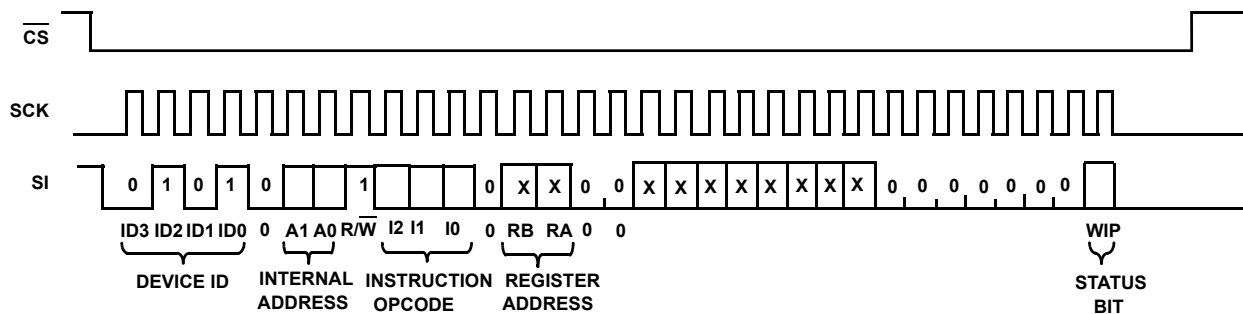 CS
SCK
SI
0 1 0 1 0 1 0 X X 0 0 X X X X X X X X 0 0 0 0 0 0 0
ID3 ID2 ID1 ID0 0 A1 A0 R/W I2 I1 I0 0 RB RA 0 0 WIP
DEVICE ID
INTERNAL ADDRESS
INSTRUCTION OPCODE
REGISTER ADDRESS
STATUS BIT